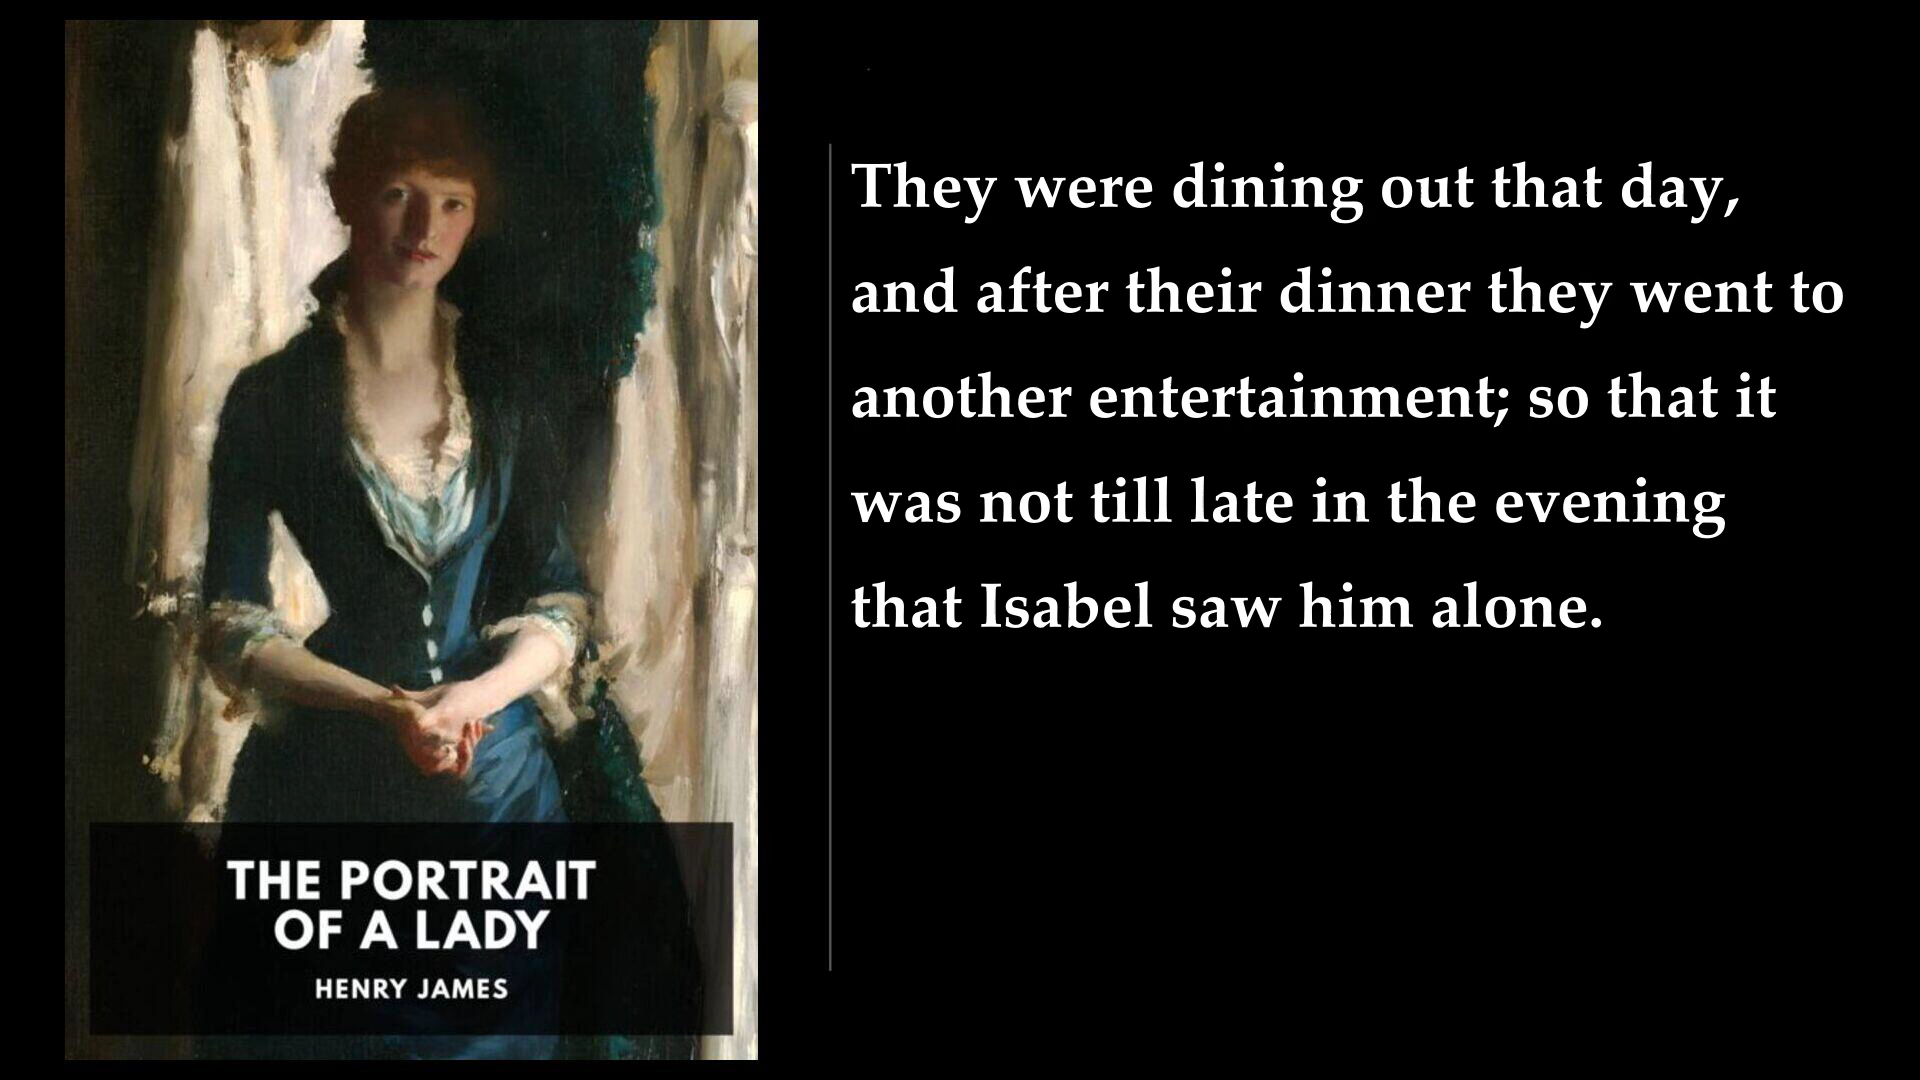 They were dining out that day,
and after their dinner they went to
another entertainment; so that it
was not till late in the evening
that Isabel saw him alone.
THE PORTRAIT
OF A LADY
HENRY JAMES